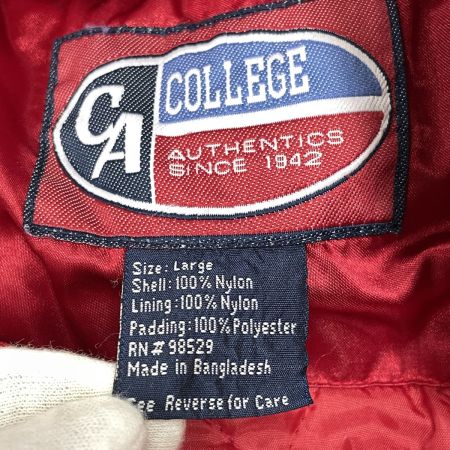 CA
COLLEGE
AUTHENTICS
SINCE 1942
Size: Large
Shell: 100% Nylon
Lining: 100% Nylon
Padding: 100% Polyester
RN# 98529
Made in Bangladesh
See Reverse for Care